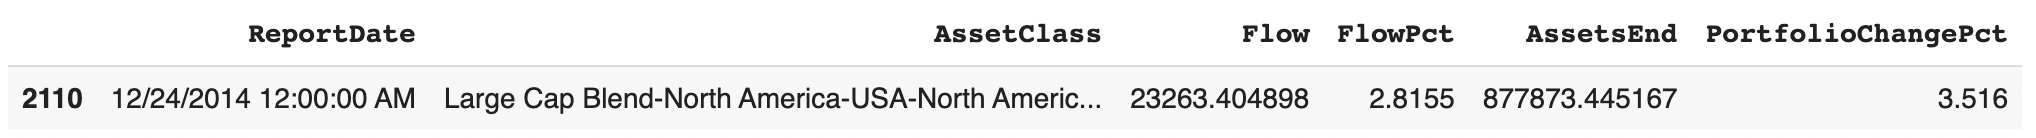 ReportDate AssetClass Flow FlowPct AssetsEnd PortfolioChangePct
2110 12/24/2014 12:00:00 AM Large Cap Blend-North America-USA-North Americ... 23263.404898 2.8155 877873.445167 3.516